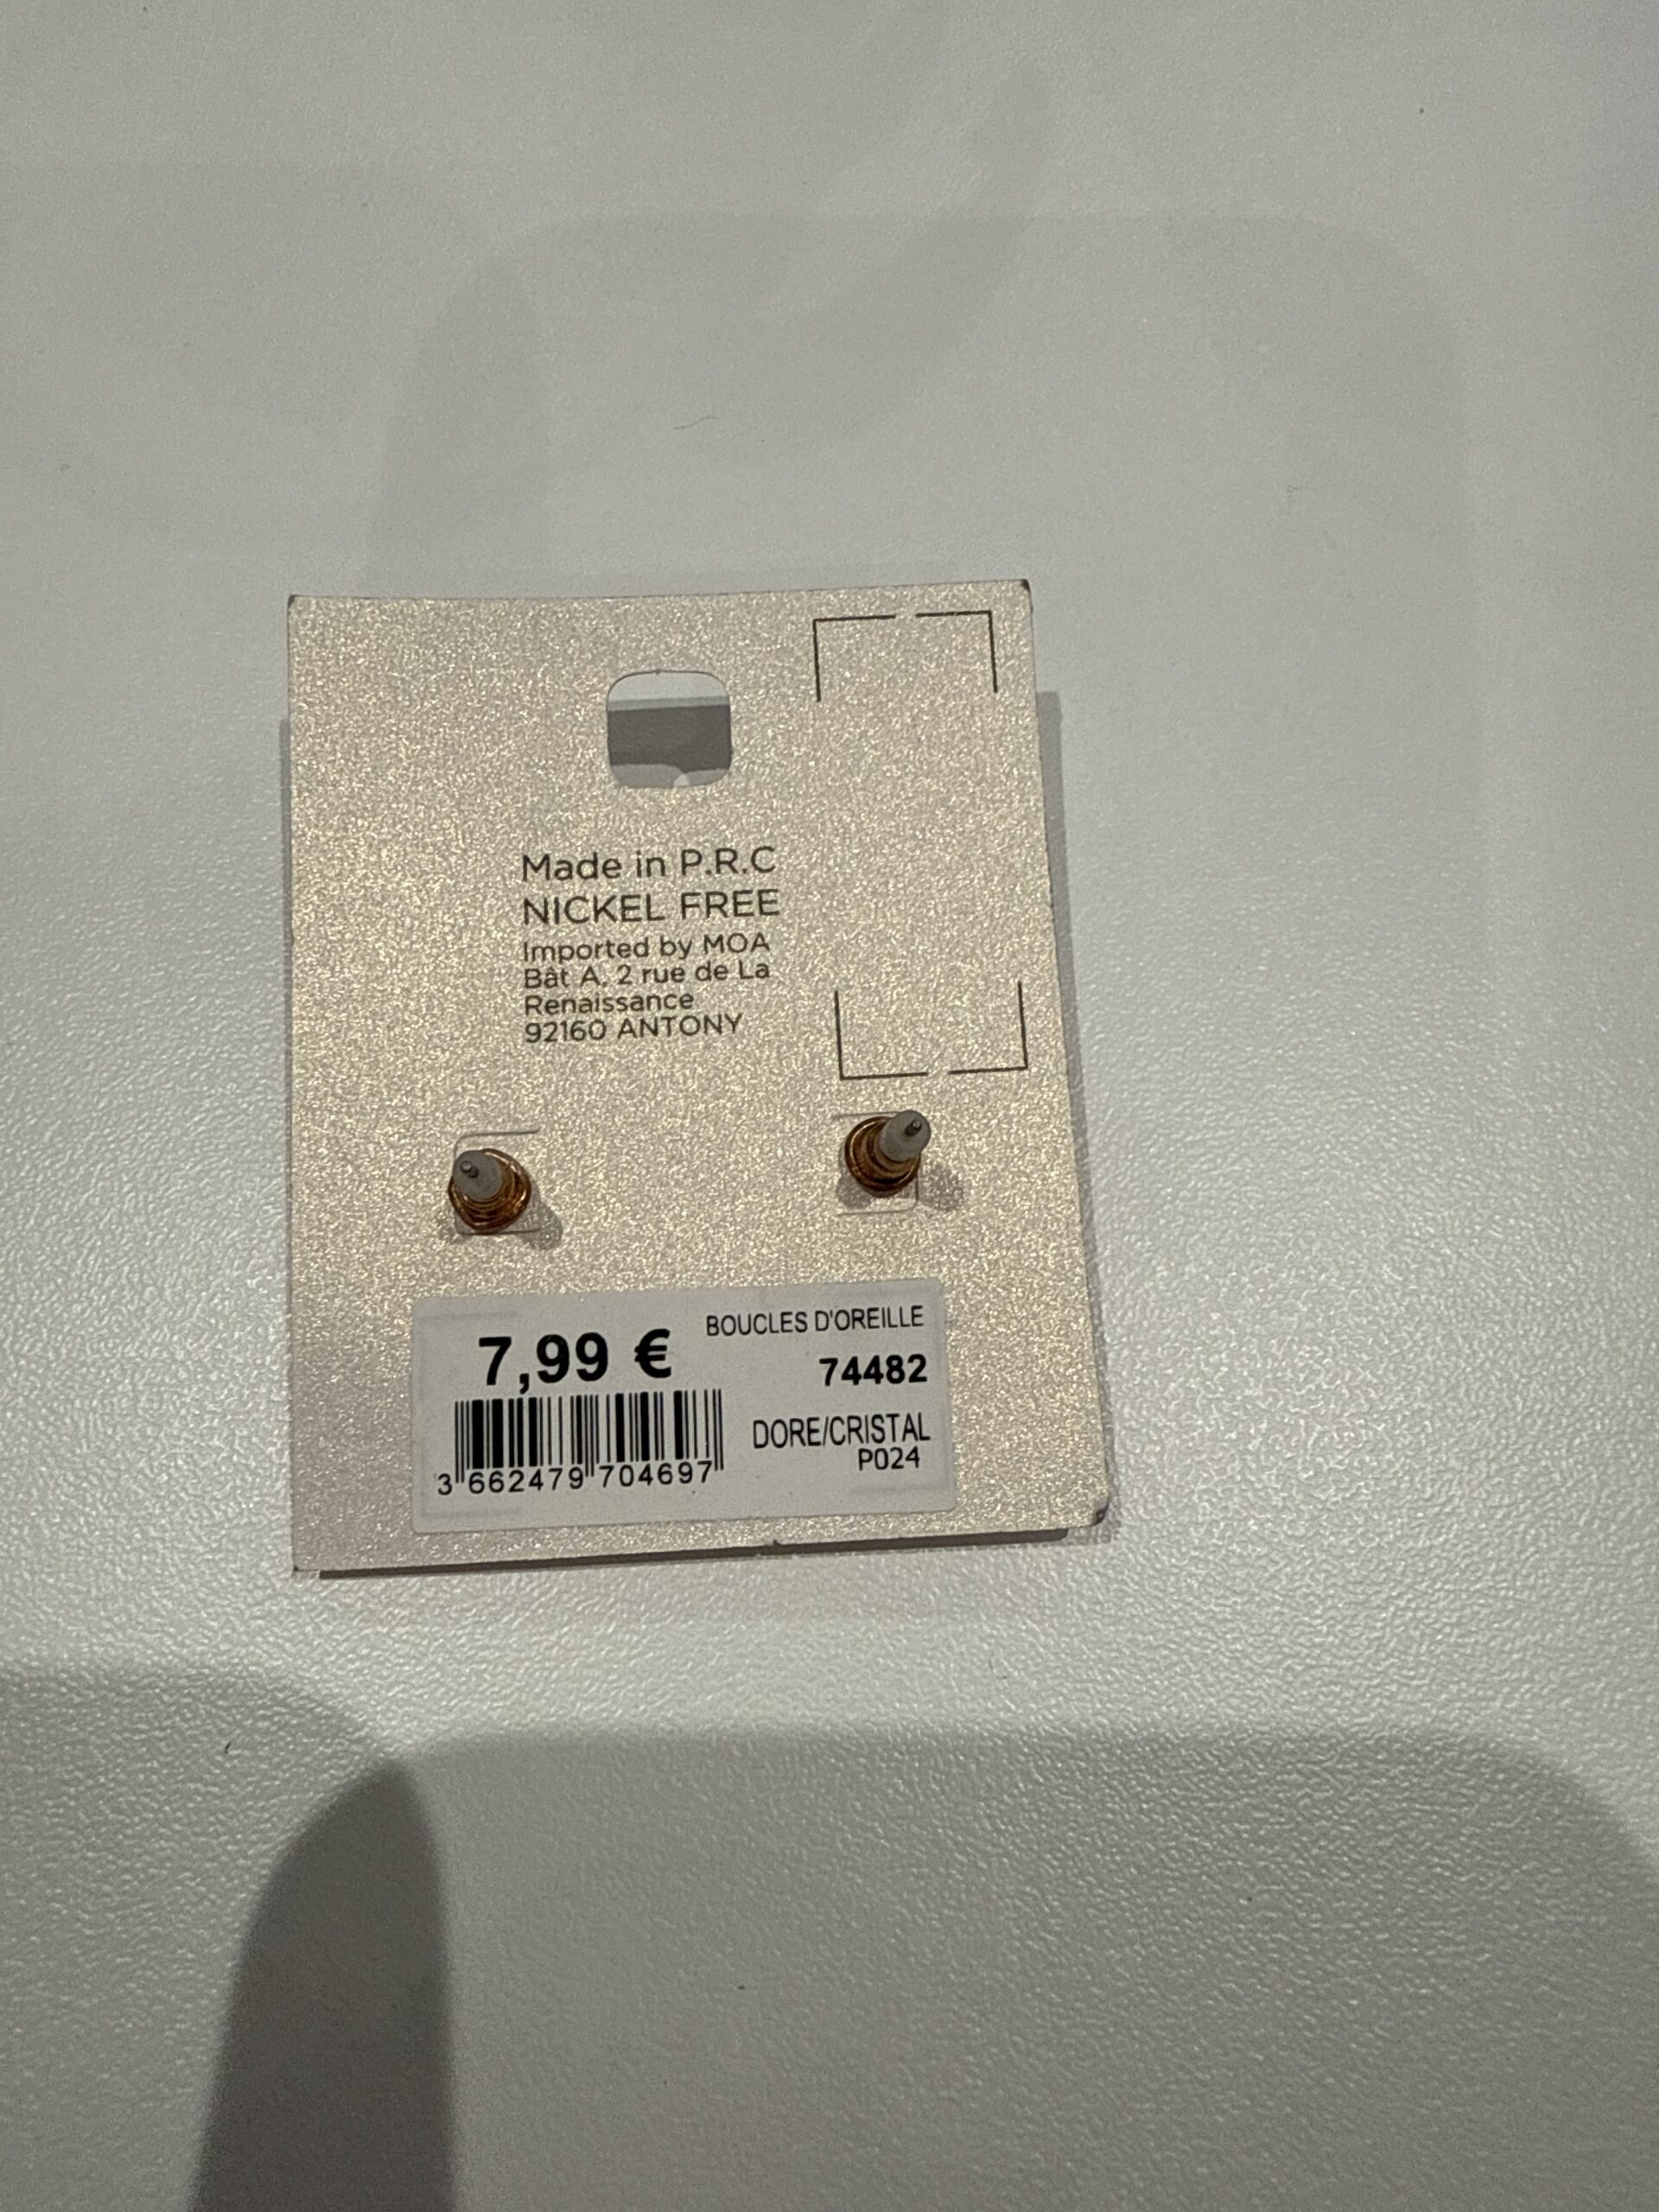 Made in P.R.C
NICKEL FREE
Imported by MOA
Bât A, 2 rue de La
Renaissance
92160 ANTONY
7,99 €
BOUCLES D'OREILLE
74482
DORE/CRISTAL
P024
3 662479 704697